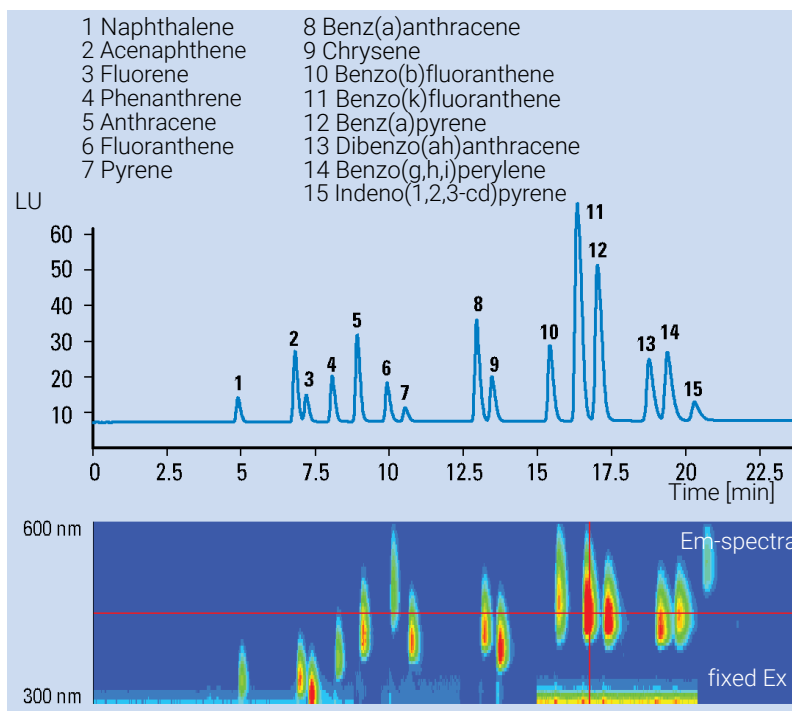 1 Naphthalene
2 Acenaphthene
3 Fluorene
4 Phenanthrene
5 Anthracene
6 Fluoranthene
7 Pyrene
8 Benz(a)anthracene
9 Chrysene
10 Benzo(b)fluoranthene
11 Benzo(k)fluoranthene
12 Benz(a)pyrene
13 Dibenzo(ah)anthracene
14 Benzo(g,h,i)perylene
15 Indeno(1,2,3-cd)pyrene
LU
60
50
40
30
20
10
1
2
3
4
5
6
7
8
9
10
11
12
13
14
15
0 2.5 5 7.5 10 12.5 15 17.5 20 22.5
Time [min]
600 nm
Em-spectra
fixed Ex
300 nm